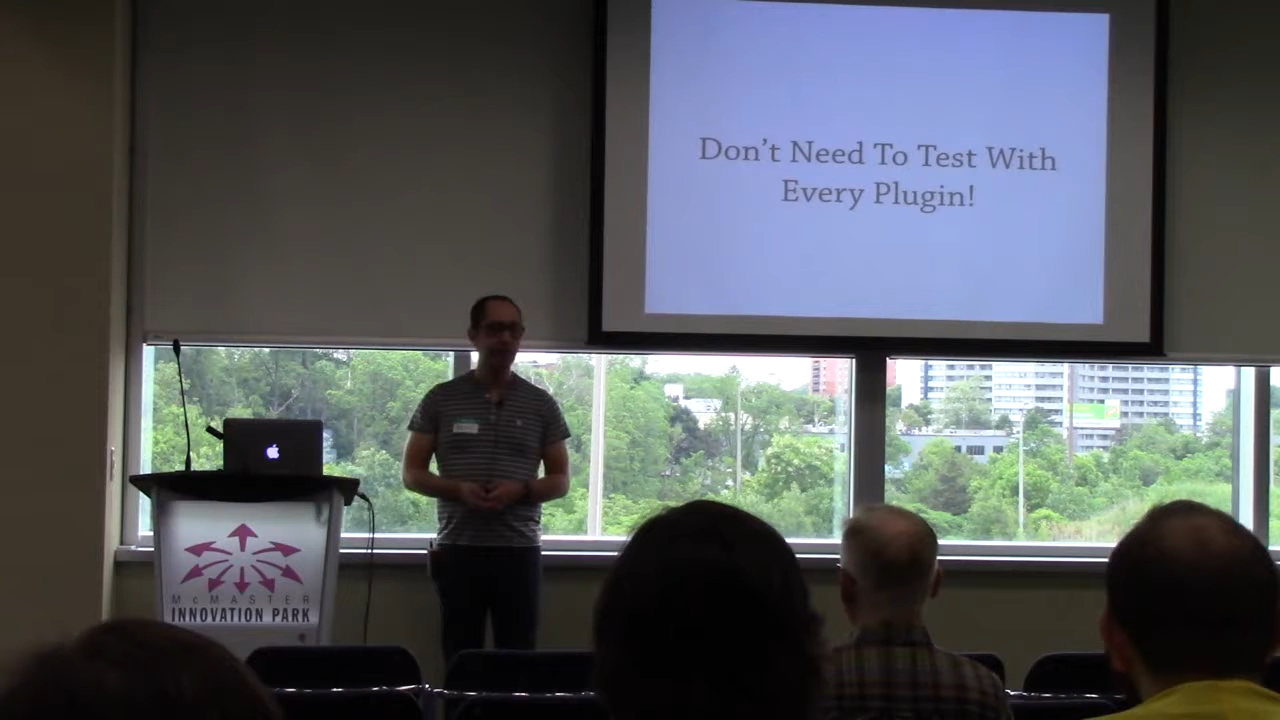 Don't Need To Test With
Every Plugin!
McMASTER
INNOVATION PARK